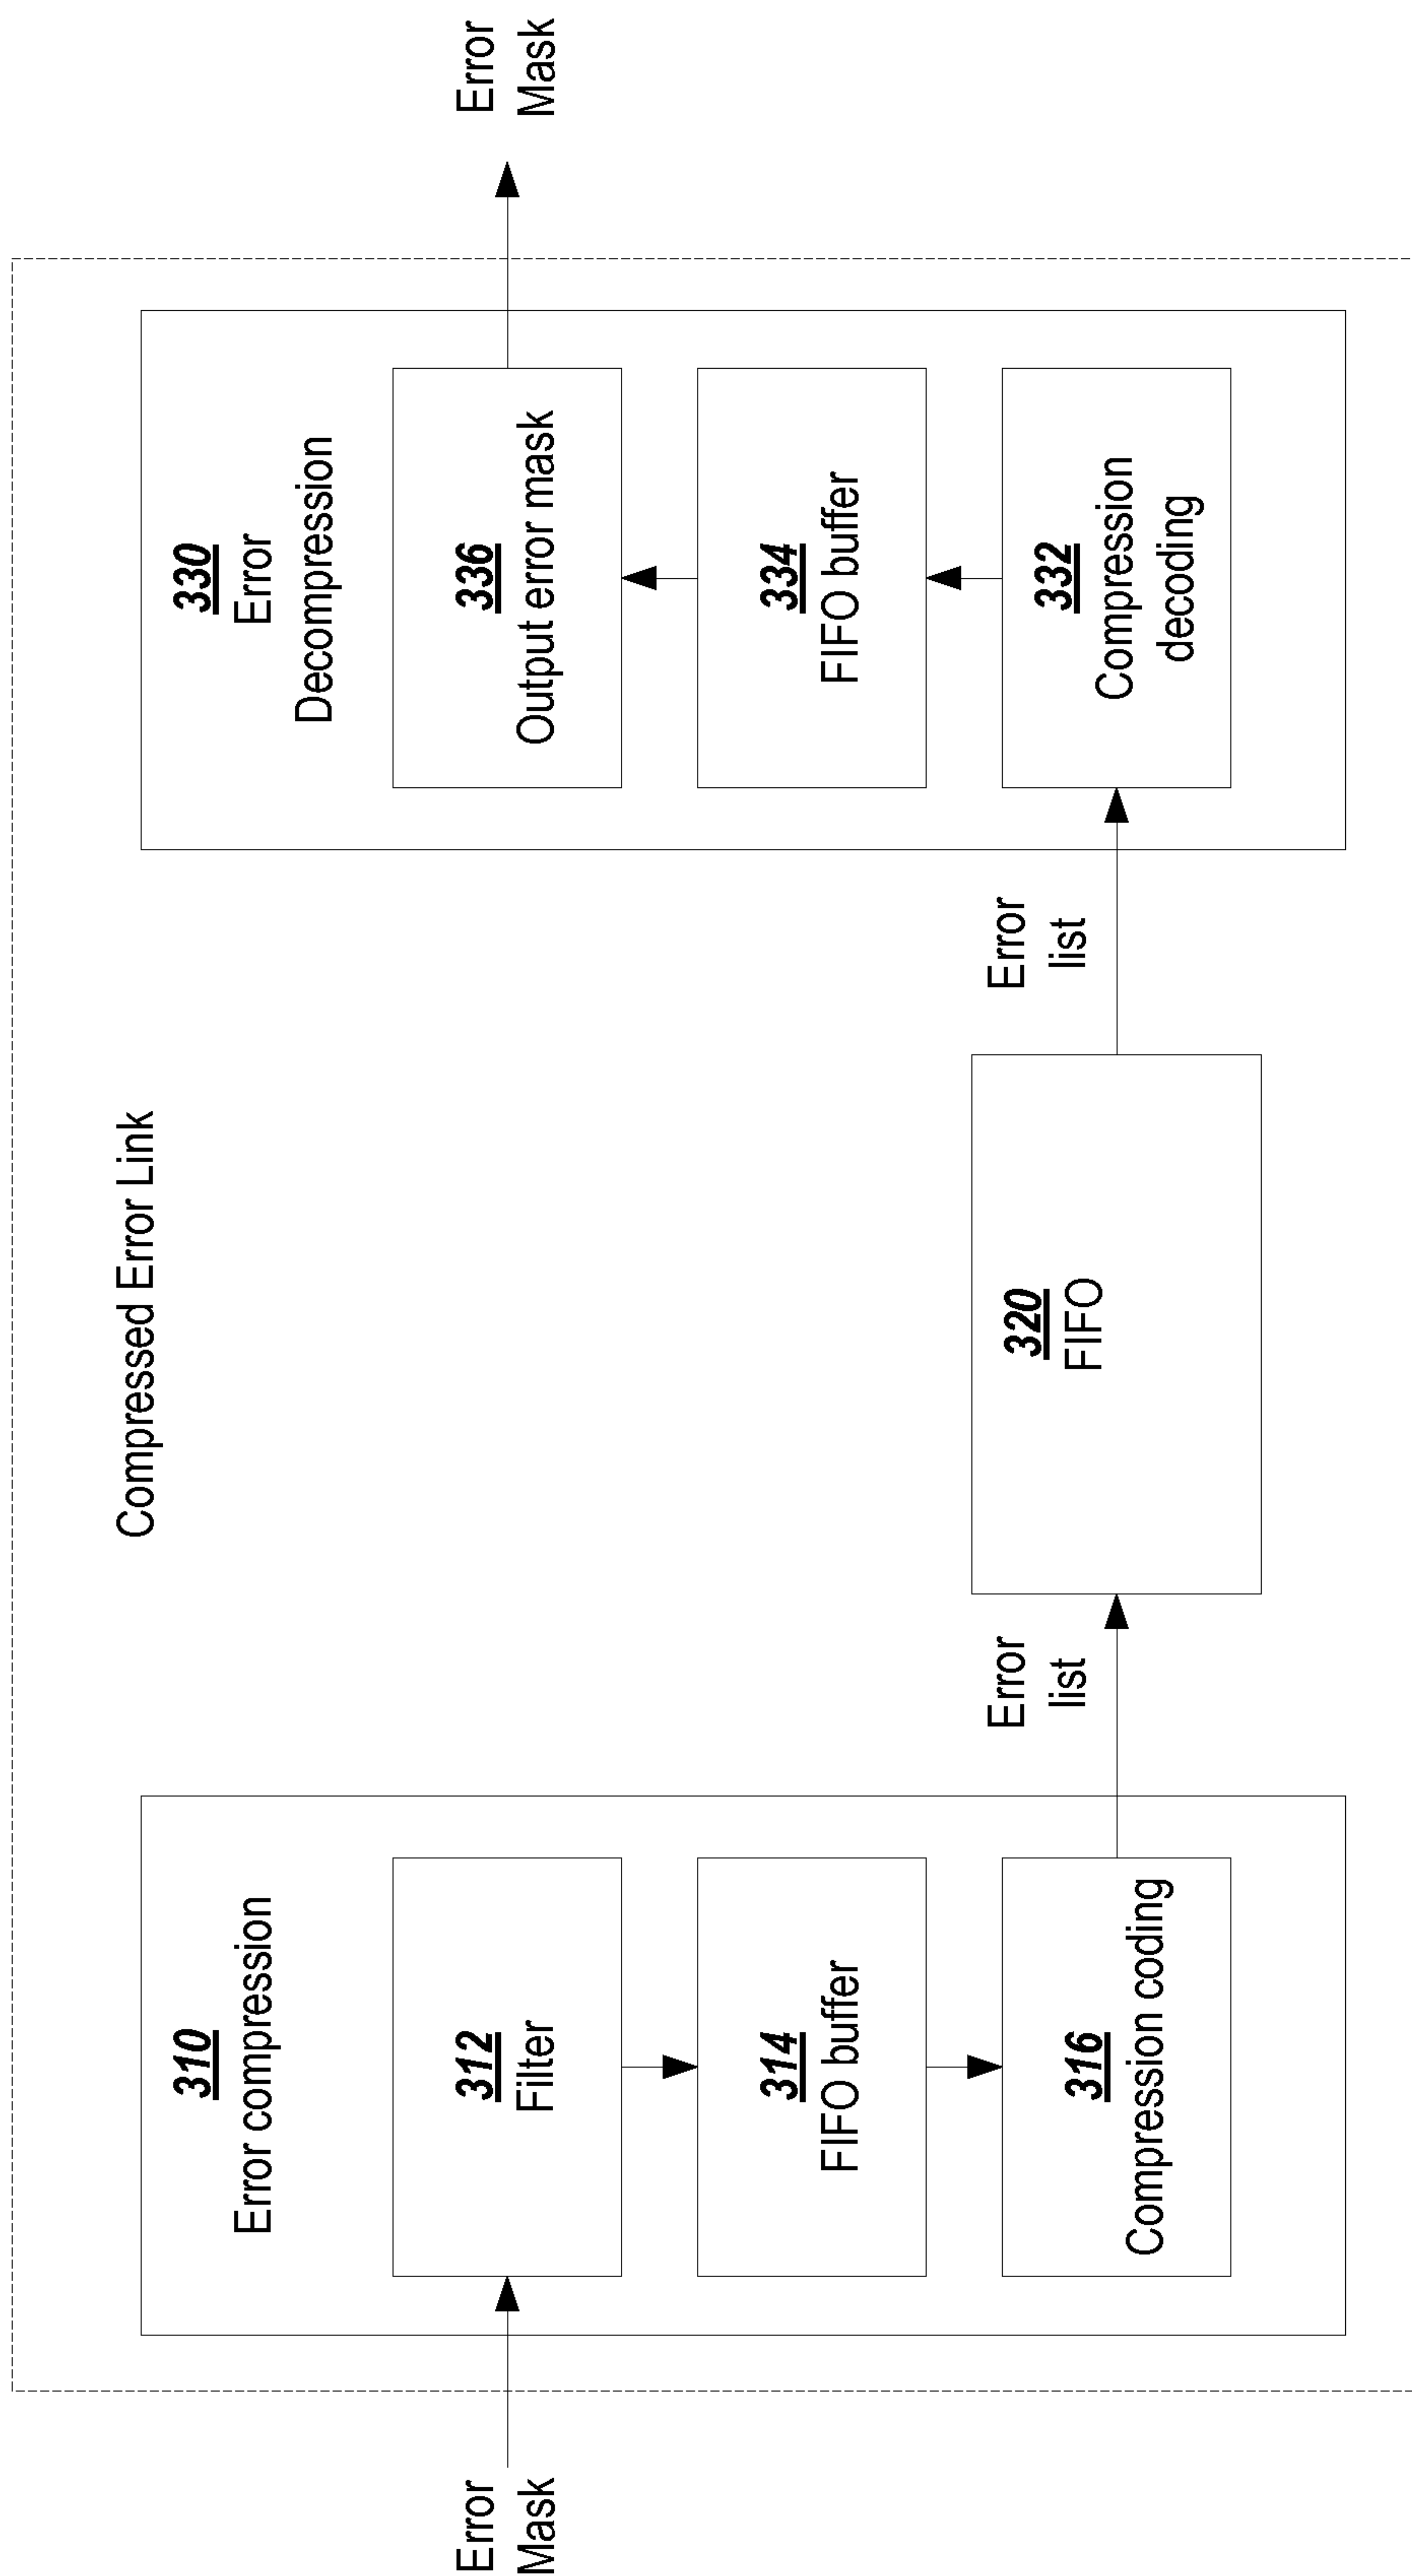 Compressed Error Link
Error
Mask
310
Error compression
312
Filter
314
FIFO buffer
316
Compression coding
Error
list
320
FIFO
Error
list
330
Error
Decompression
336
Output error mask
334
FIFO buffer
332
Compression
decoding
Error
Mask